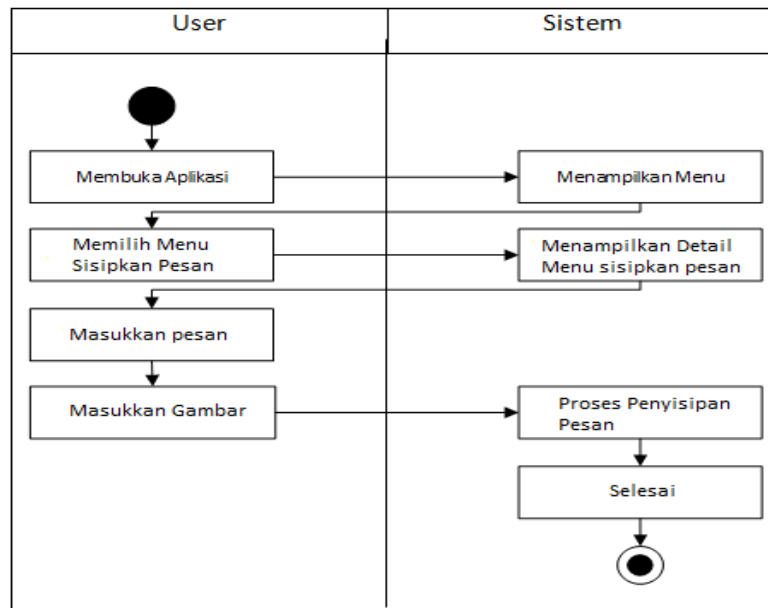 User
Sistem
Membuka Aplikasi
Menampilkan Menu
Memilih Menu
Sisipkan Pesan
Menampilkan Detail
Menu sisipkan pesan
Masukkan pesan
Masukkan Gambar
Proses Penyisipan
Pesan
Selesai